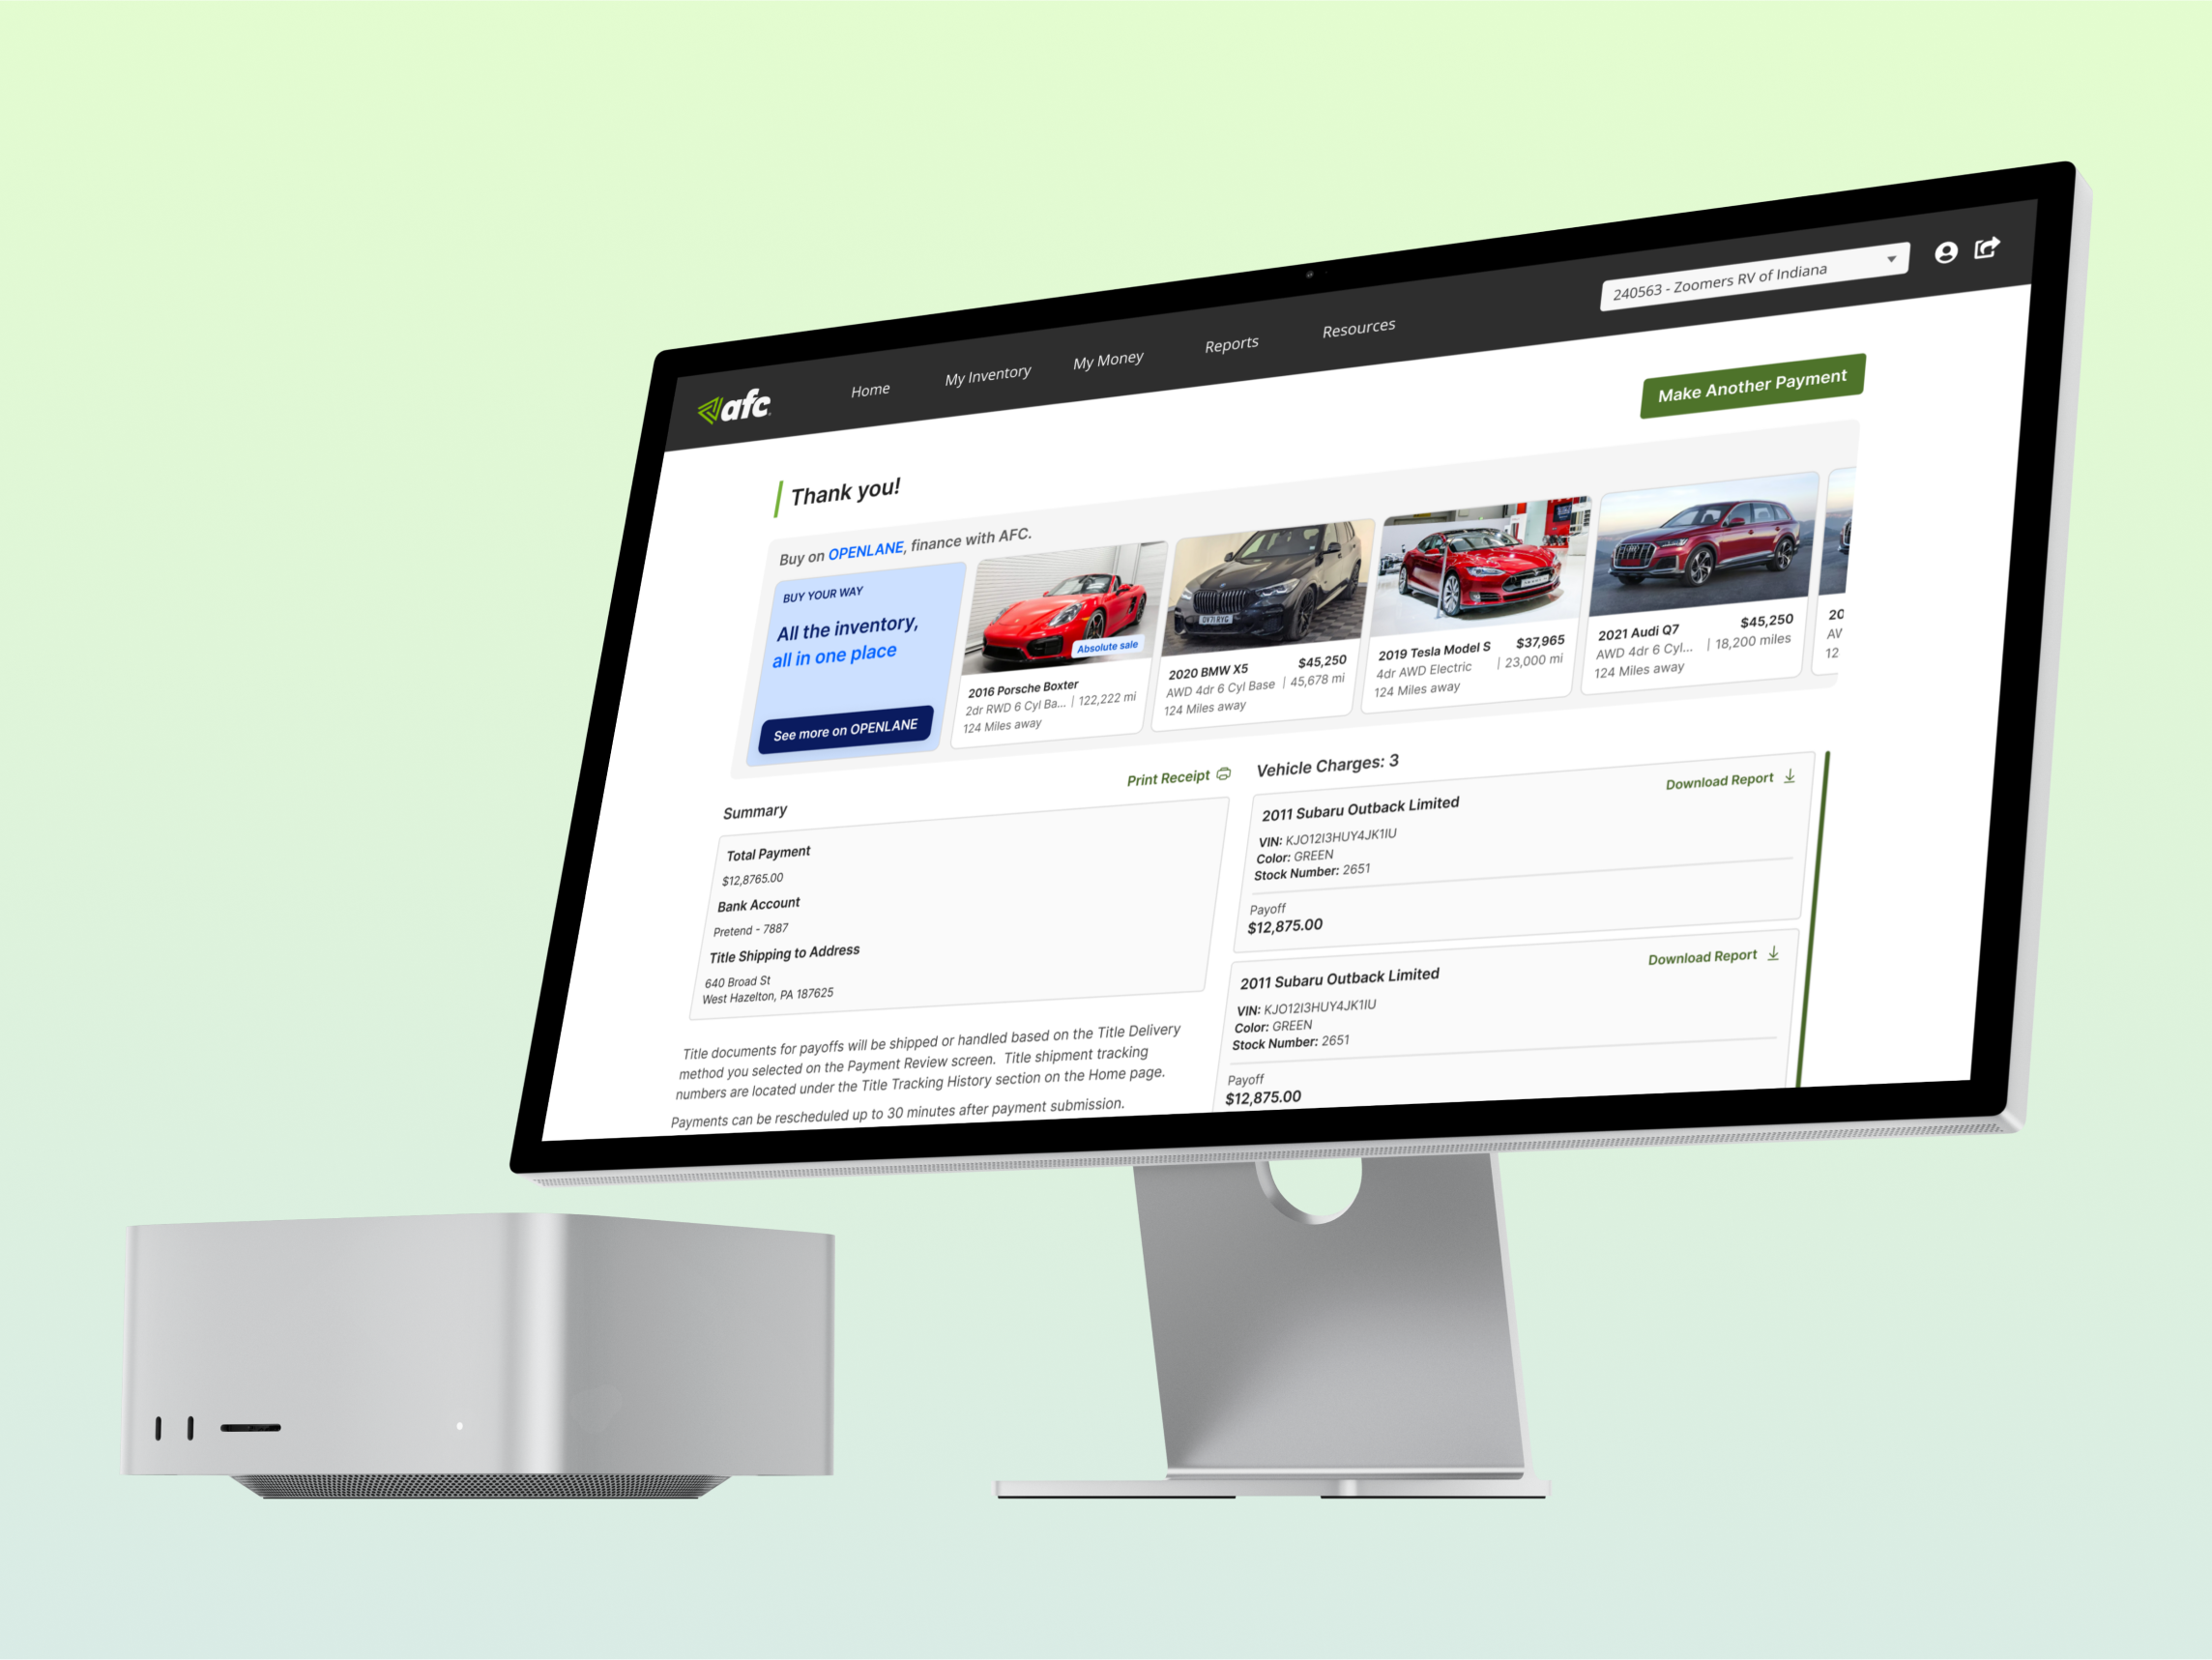 afc
Home
My Inventory
My Money
Reports
Resources
240563 - Zoomers RV of Indiana
Make Another Payment
Thank you!
Buy on OPENLANE, finance with AFC.
BUY YOUR WAY
All the inventory,
all in one place
See more on OPENLANE
Absolute sale
2016 Porsche Boxter
2dr RWD 6 Cyl Ba... | 122,222 mi
124 Miles away
OV71 RYG
2020 BMW X5 $45,250
AWD 4dr 6 Cyl Base | 45,678 mi
124 Miles away
2019 Tesla Model S $37,965
4dr AWD Electric | 23,000 mi
124 Miles away
2021 Audi Q7 $45,250
AWD 4dr 6 Cyl... | 18,200 miles
124 Miles away
20
AV
12
Summary
Print Receipt
Total Payment
$12,8765.00
Bank Account
Pretend - 7887
Title Shipping to Address
640 Broad St
West Hazelton, PA 187625
Title documents for payoffs will be shipped or handled based on the Title Delivery
method you selected on the Payment Review screen. Title shipment tracking
numbers are located under the Title Tracking History section on the Home page.
Payments can be rescheduled up to 30 minutes after payment submission.
Vehicle Charges: 3
2011 Subaru Outback Limited
Download Report
VIN: KJO12I3HUY4JK1IU
Color: GREEN
Stock Number: 2651
Payoff
$12,875.00
2011 Subaru Outback Limited
Download Report
VIN: KJO12I3HUY4JK1IU
Color: GREEN
Stock Number: 2651
Payoff
$12,875.00